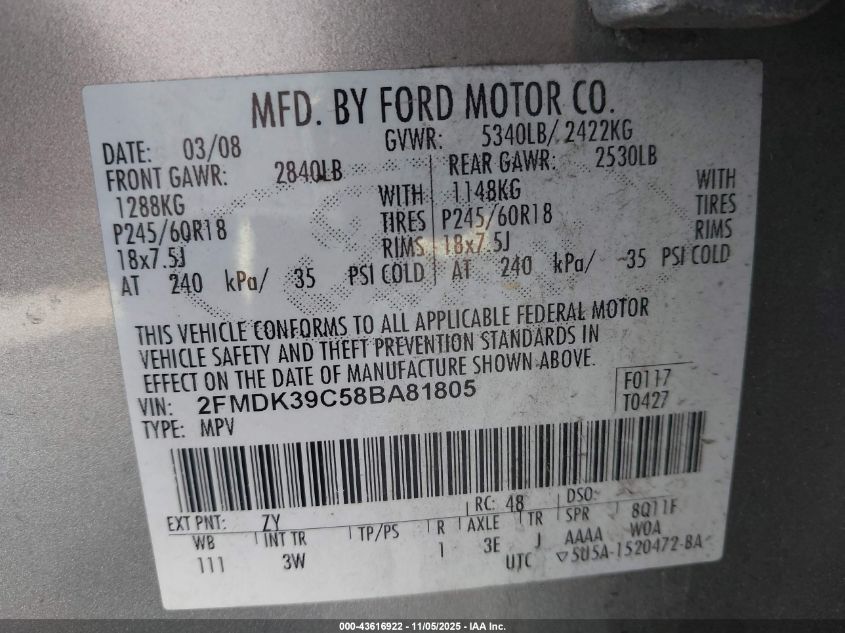 MFD. BY FORD MOTOR CO.
DATE: 03/08 GVWR: 5340LB/ 2422KG
FRONT GAWR: 2840LB REAR GAWR: 2530LB
1288KG WITH 1148KG WITH
P245/60R18 TIRES P245/60R18 TIRES
18x7.5J RIMS 18x7.5J RIMS
AT 240 kPa/ 35 PSI COLD AT 240 kPa/ 35 PSI COLD
THIS VEHICLE CONFORMS TO ALL APPLICABLE FEDERAL MOTOR
VEHICLE SAFETY AND THEFT PREVENTION STANDARDS IN
EFFECT ON THE DATE OF MANUFACTURE SHOWN ABOVE.
VIN: 2FMDK39C58BA81805 F0117
TYPE: MPV T0427
EXT PNT: ZY RC: 48 DSO:
WB INT TR TP/PS R AXLE TR SPR 8Q11F
111 3W 1 3E J AAAA W0A
UTC ▽5U5A-1520472-BA
000-43616922 - 11/05/2025 - IAA Inc.